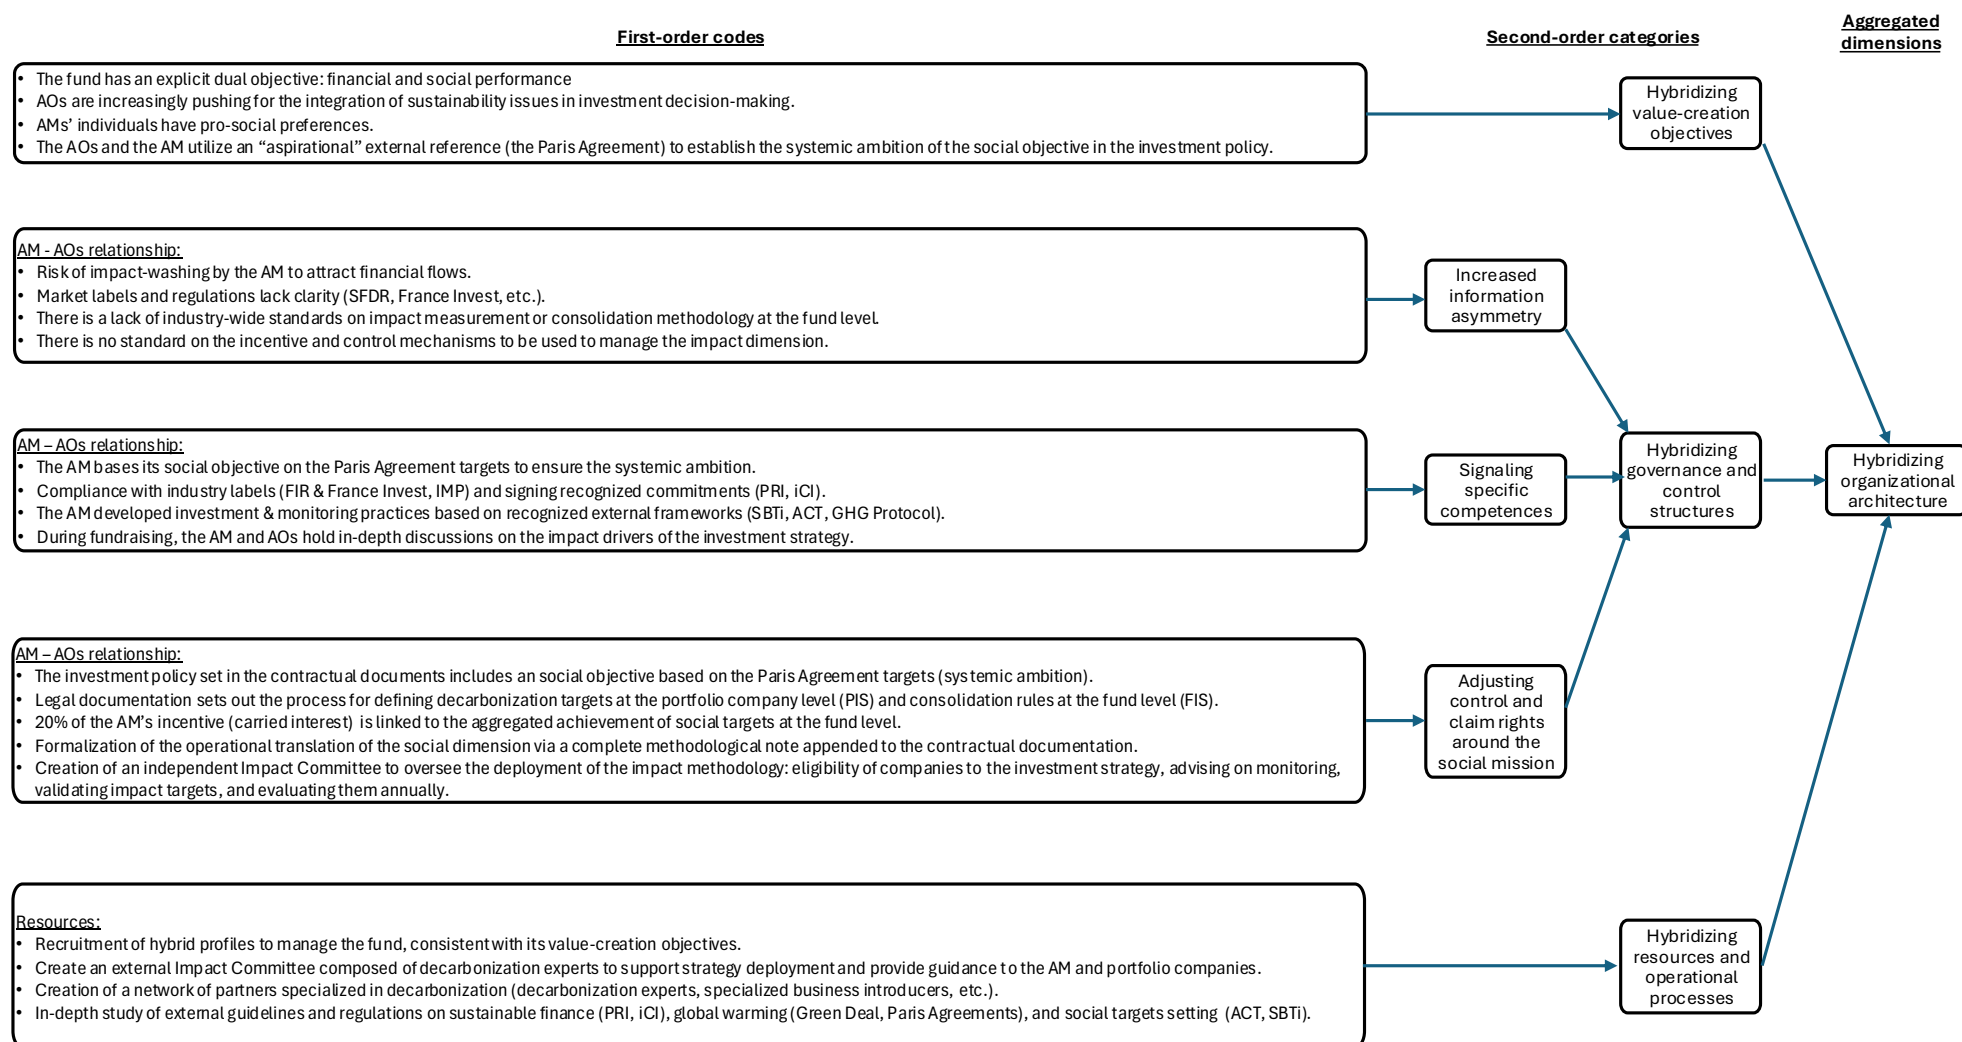 First-order codes
Second-order categories
Aggregated
dimensions
• The fund has an explicit dual objective: financial and social performance
• AOs are increasingly pushing for the integration of sustainability issues in investment decision-making.
• AMs’ individuals have pro-social preferences.
• The AOs and the AM utilize an “aspirational” external reference (the Paris Agreement) to establish the systemic ambition of the social objective in the investment policy.
Hybridizing
value-creation
objectives
AM - AOs relationship:
• Risk of impact-washing by the AM to attract financial flows.
• Market labels and regulations lack clarity (SFDR, France Invest, etc.).
• There is a lack of industry-wide standards on impact measurement or consolidation methodology at the fund level.
• There is no standard on the incentive and control mechanisms to be used to manage the impact dimension.
Increased
information
asymmetry
AM – AOs relationship:
• The AM bases its social objective on the Paris Agreement targets to ensure the systemic ambition.
• Compliance with industry labels (FIR & France Invest, IMP) and signing recognized commitments (PRI, iCI).
• The AM developed investment & monitoring practices based on recognized external frameworks (SBTi, ACT, GHG Protocol).
• During fundraising, the AM and AOs hold in-depth discussions on the impact drivers of the investment strategy.
Signaling
specific
competences
Hybridizing
governance and
control
structures
Hybridizing
organizational
architecture
AM – AOs relationship:
• The investment policy set in the contractual documents includes an social objective based on the Paris Agreement targets (systemic ambition).
• Legal documentation sets out the process for defining decarbonization targets at the portfolio company level (PIS) and consolidation rules at the fund level (FIS).
• 20% of the AM’s incentive (carried interest) is linked to the aggregated achievement of social targets at the fund level.
• Formalization of the operational translation of the social dimension via a complete methodological note appended to the contractual documentation.
• Creation of an independent Impact Committee to oversee the deployment of the impact methodology: eligibility of companies to the investment strategy, advising on monitoring,
validating impact targets, and evaluating them annually.
Adjusting
control and
claim rights
around the
social mission
Resources:
• Recruitment of hybrid profiles to manage the fund, consistent with its value-creation objectives.
• Create an external Impact Committee composed of decarbonization experts to support strategy deployment and provide guidance to the AM and portfolio companies.
• Creation of a network of partners specialized in decarbonization (decarbonization experts, specialized business introducers, etc.).
• In-depth study of external guidelines and regulations on sustainable finance (PRI, iCI), global warming (Green Deal, Paris Agreements), and social targets setting (ACT, SBTi).
Hybridizing
resources and
operational
processes